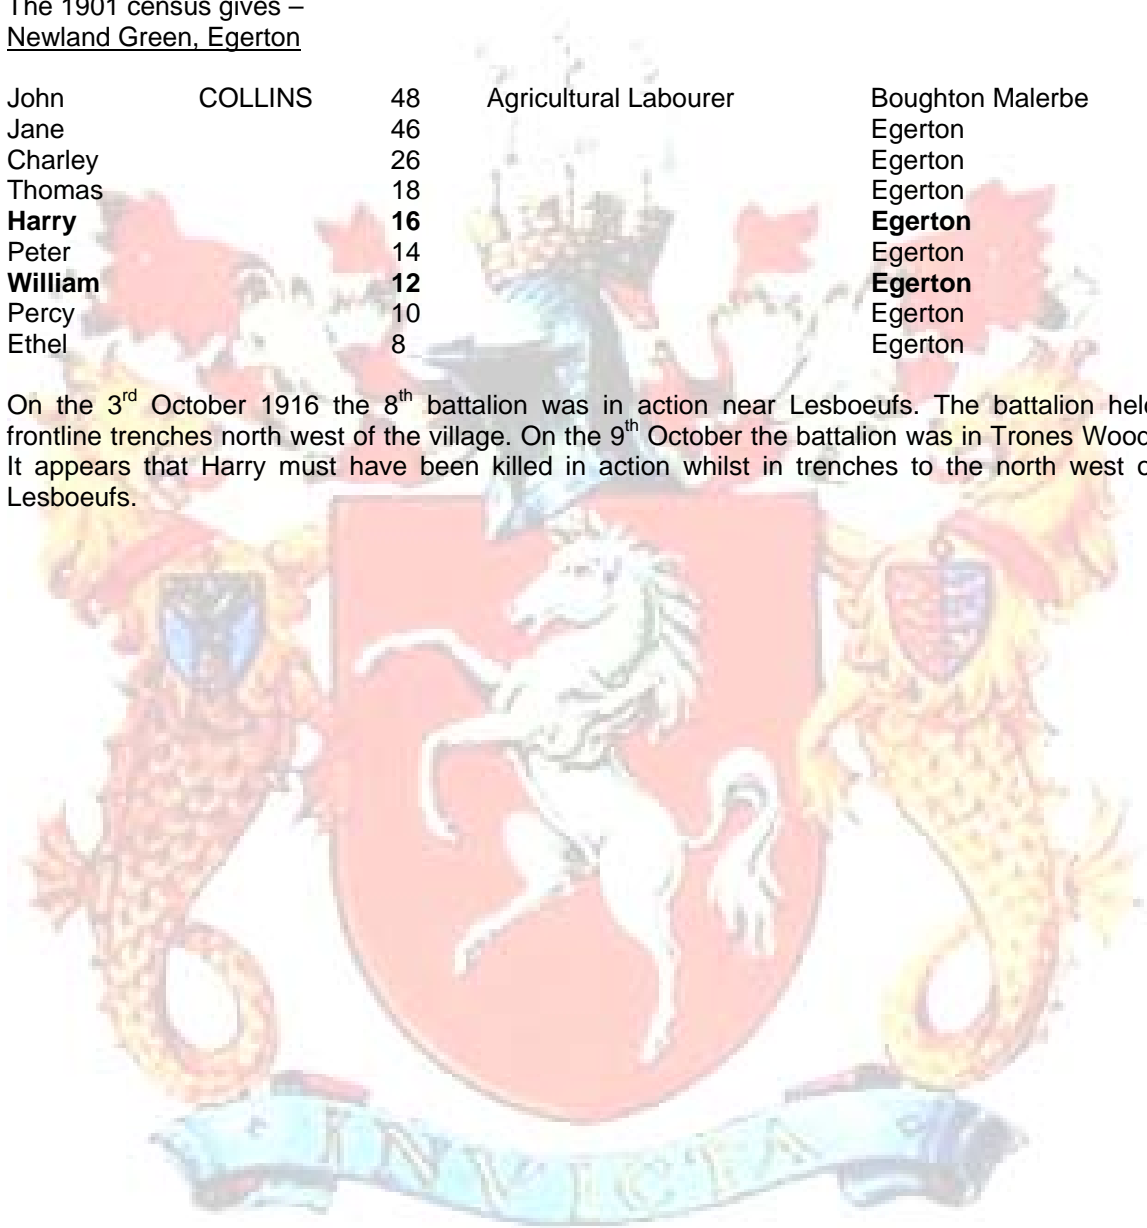 The 1901 census gives –
Newland Green, Egerton
John COLLINS 48 Agricultural Labourer Boughton Malerbe
Jane 46 Egerton
Charley 26 Egerton
Thomas 18 Egerton
Harry 16 Egerton
Peter 14 Egerton
William 12 Egerton
Percy 10 Egerton
Ethel 8 Egerton
On the 3rd October 1916 the 8th battalion was in action near Lesboeufs. The battalion held
frontline trenches north west of the village. On the 9th October the battalion was in Trones Wood
It appears that Harry must have been killed in action whilst in trenches to the north west o
Lesboeufs.
INVICTA